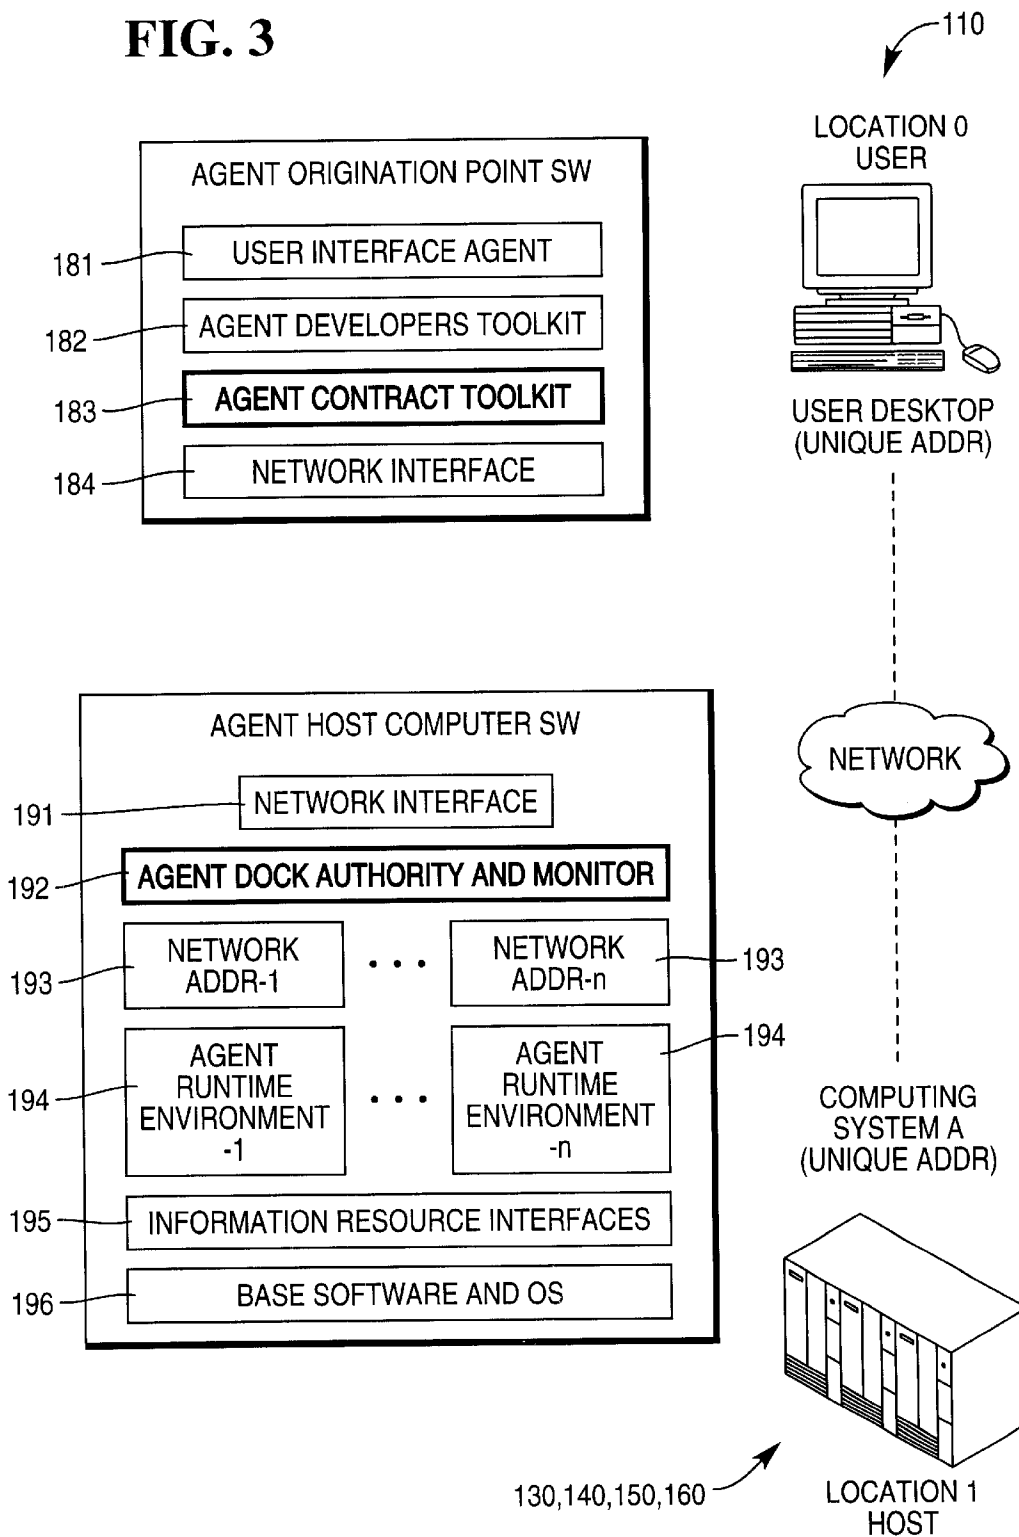 FIG. 3
110
LOCATION 0
USER
AGENT ORIGINATION POINT SW
181
USER INTERFACE AGENT
182
AGENT DEVELOPERS TOOLKIT
183
AGENT CONTRACT TOOLKIT
184
NETWORK INTERFACE
USER DESKTOP
(UNIQUE ADDR)
NETWORK
AGENT HOST COMPUTER SW
191
NETWORK INTERFACE
192
AGENT DOCK AUTHORITY AND MONITOR
193
NETWORK
ADDR-1
• • •
NETWORK
ADDR-n
193
194
AGENT
RUNTIME
ENVIRONMENT
-1
• • •
AGENT
RUNTIME
ENVIRONMENT
-n
194
195
INFORMATION RESOURCE INTERFACES
196
BASE SOFTWARE AND OS
COMPUTING
SYSTEM A
(UNIQUE ADDR)
130,140,150,160
LOCATION 1
HOST